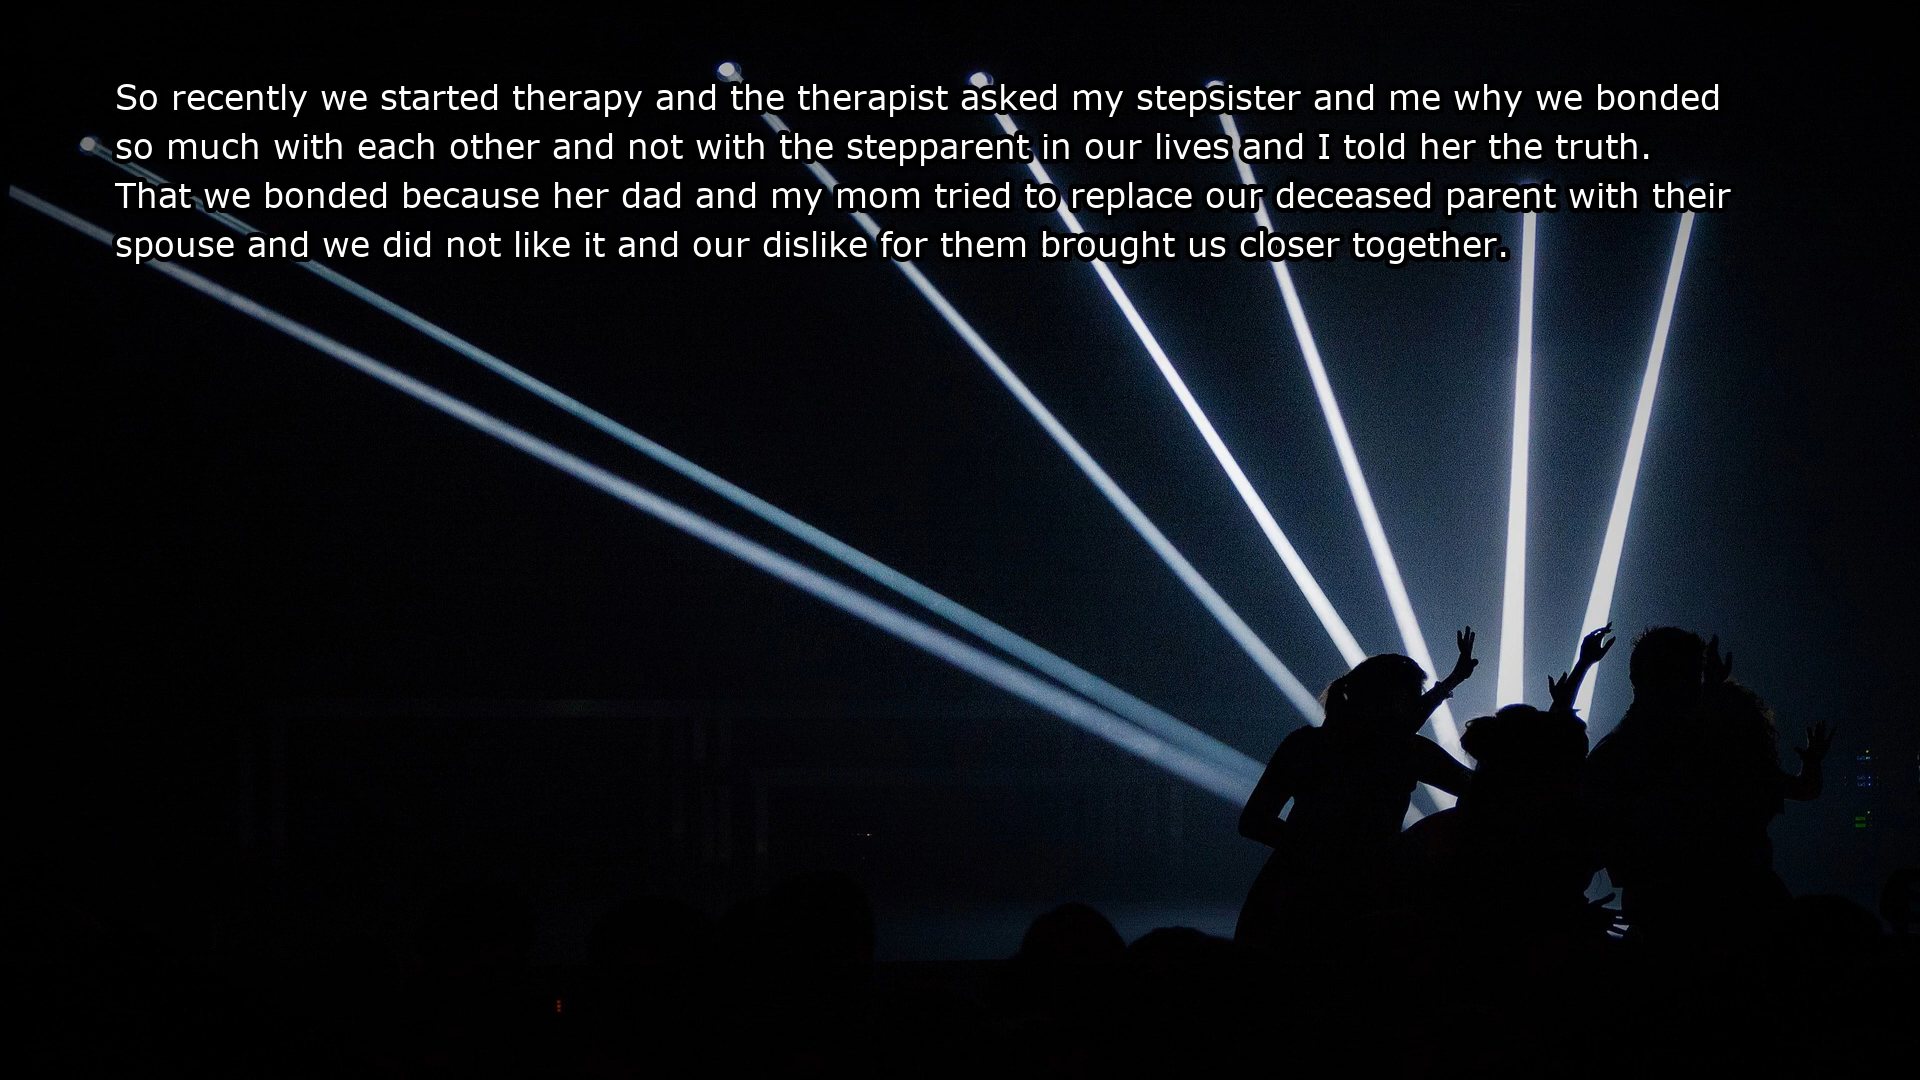 So recently we started therapy and the therapist asked my stepsister and me why we bonded
so much with each other and not with the stepparent in our lives and I told her the truth.
That we bonded because her dad and my mom tried to replace our deceased parent with their
spouse and we did not like it and our dislike for them brought us closer together.